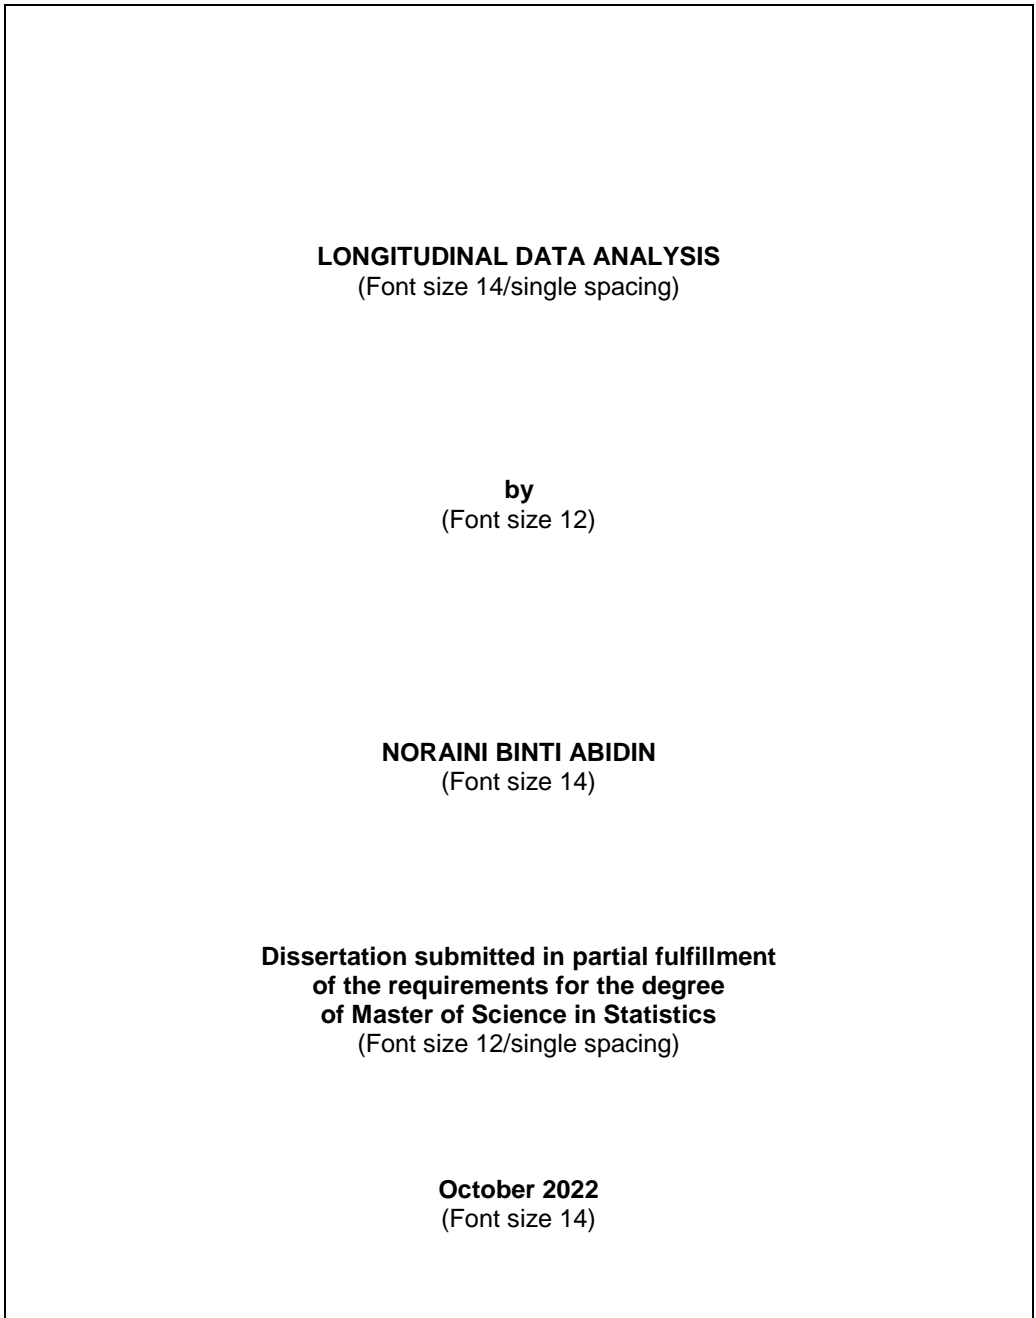 LONGITUDINAL DATA ANALYSIS
(Font size 14/single spacing)
by
(Font size 12)
NORAINI BINTI ABIDIN
(Font size 14)
Dissertation submitted in partial fulfillment
of the requirements for the degree
of Master of Science in Statistics
(Font size 12/single spacing)
October 2022
(Font size 14)